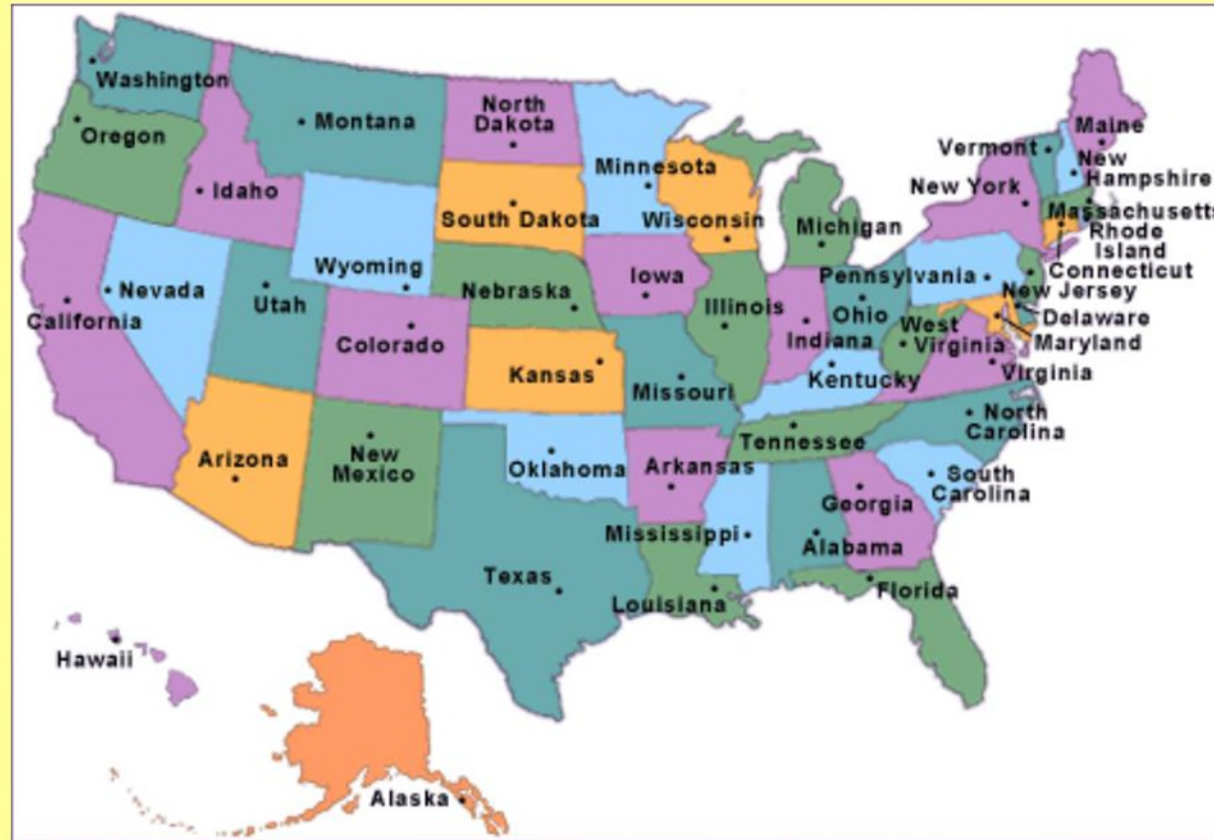 Washington
Oregon
Montana
Idaho
North
Dakota
Minnesota
South Dakota
Wisconsin
Michigan
Vermont
Maine
New
Hampshire
New York
Massachusetts
Rhode
Island
Connecticut
Wyoming
Nevada
Utah
California
Colorado
Nebraska
Iowa
Illinois
Indiana
Ohio
Pennsylvania
New Jersey
Delaware
Maryland
West
Virginia
Virginia
Kansas
Missouri
Kentucky
Arizona
New
Mexico
Oklahoma
Arkansas
Tennessee
North
Carolina
South
Carolina
Georgia
Mississippi
Alabama
Texas
Louisiana
Florida
Hawaii
Alaska